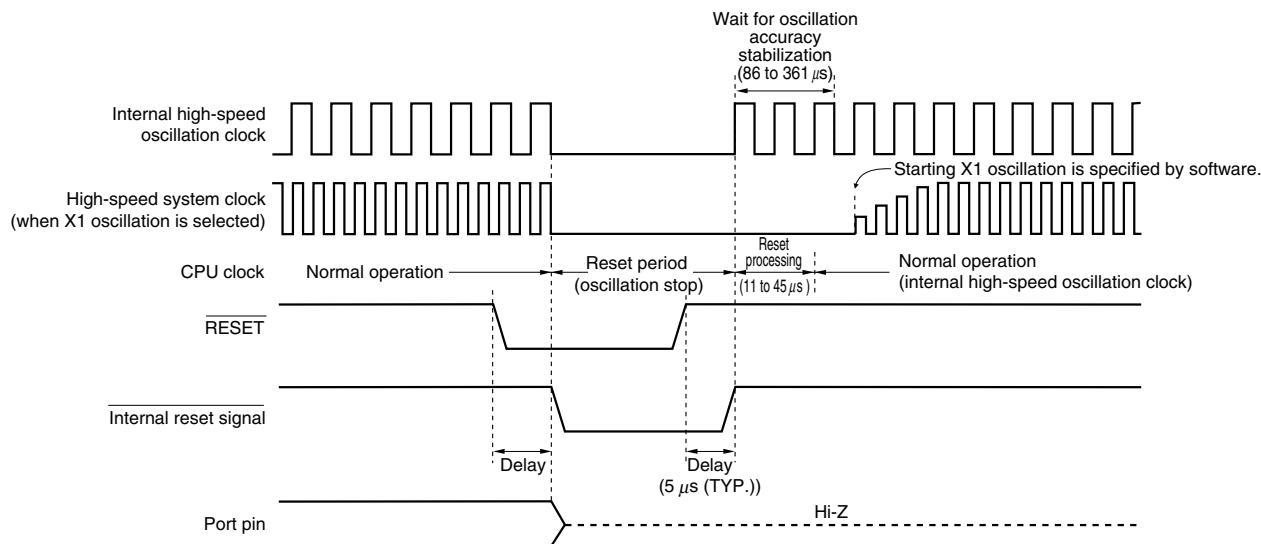 Wait for oscillation
accuracy
stabilization
(86 to 361 μs)
Internal high-speed
oscillation clock
Starting X1 oscillation is specified by software.
High-speed system clock
(when X1 oscillation is selected)
CPU clock
Normal operation
Reset period
(oscillation stop)
Reset
processing
(11 to 45 μs )
Normal operation
(internal high-speed oscillation clock)
RESET
Internal reset signal
Delay
Delay
(5 μs (TYP.))
Port pin
Hi-Z